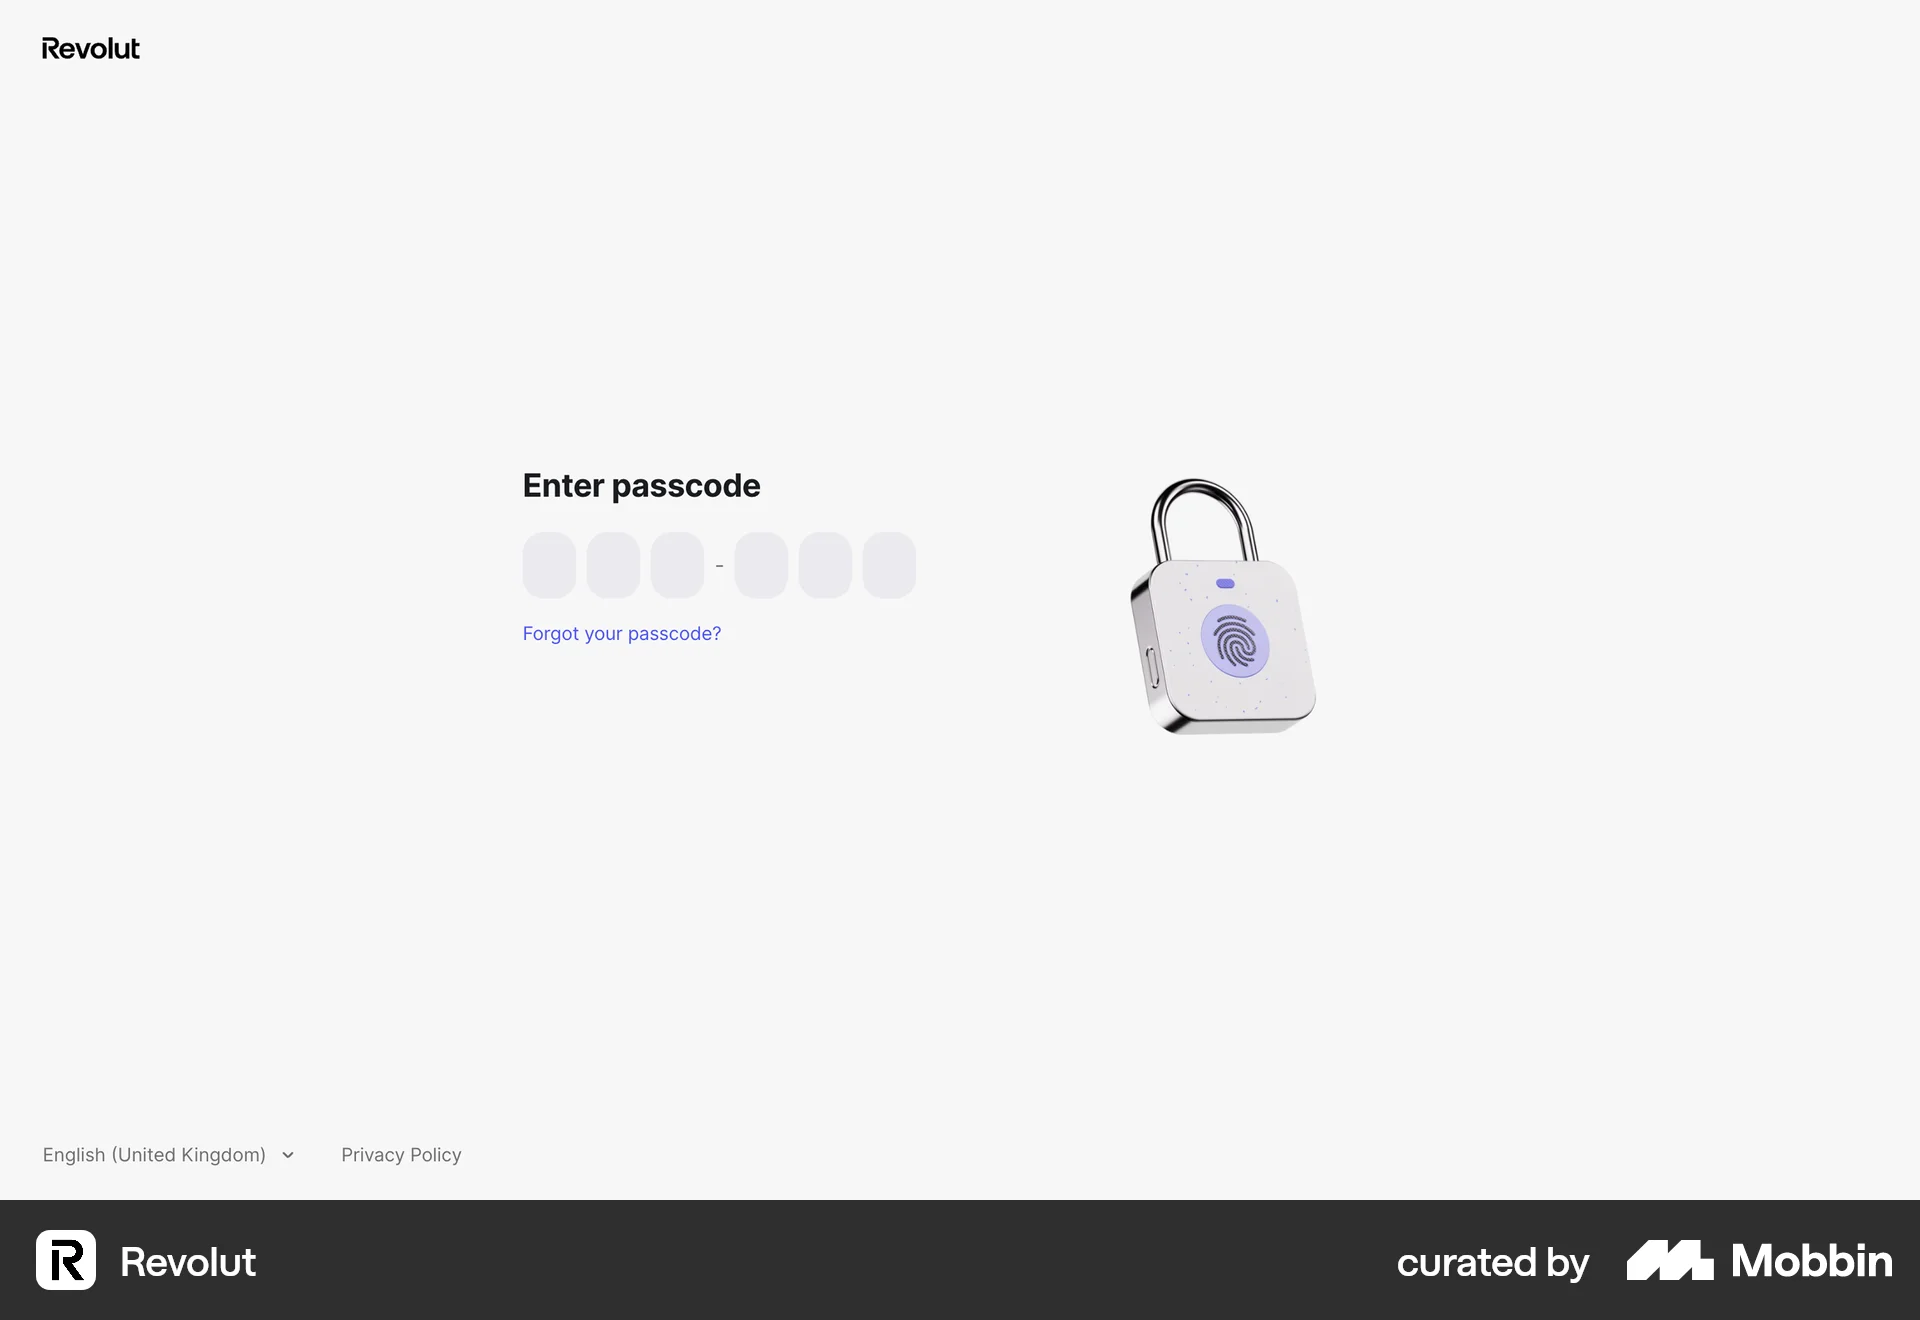 Revolut
Enter passcode
-
Forgot your passcode?
English (United Kingdom)
Privacy Policy
Revolut
curated by Mobbin